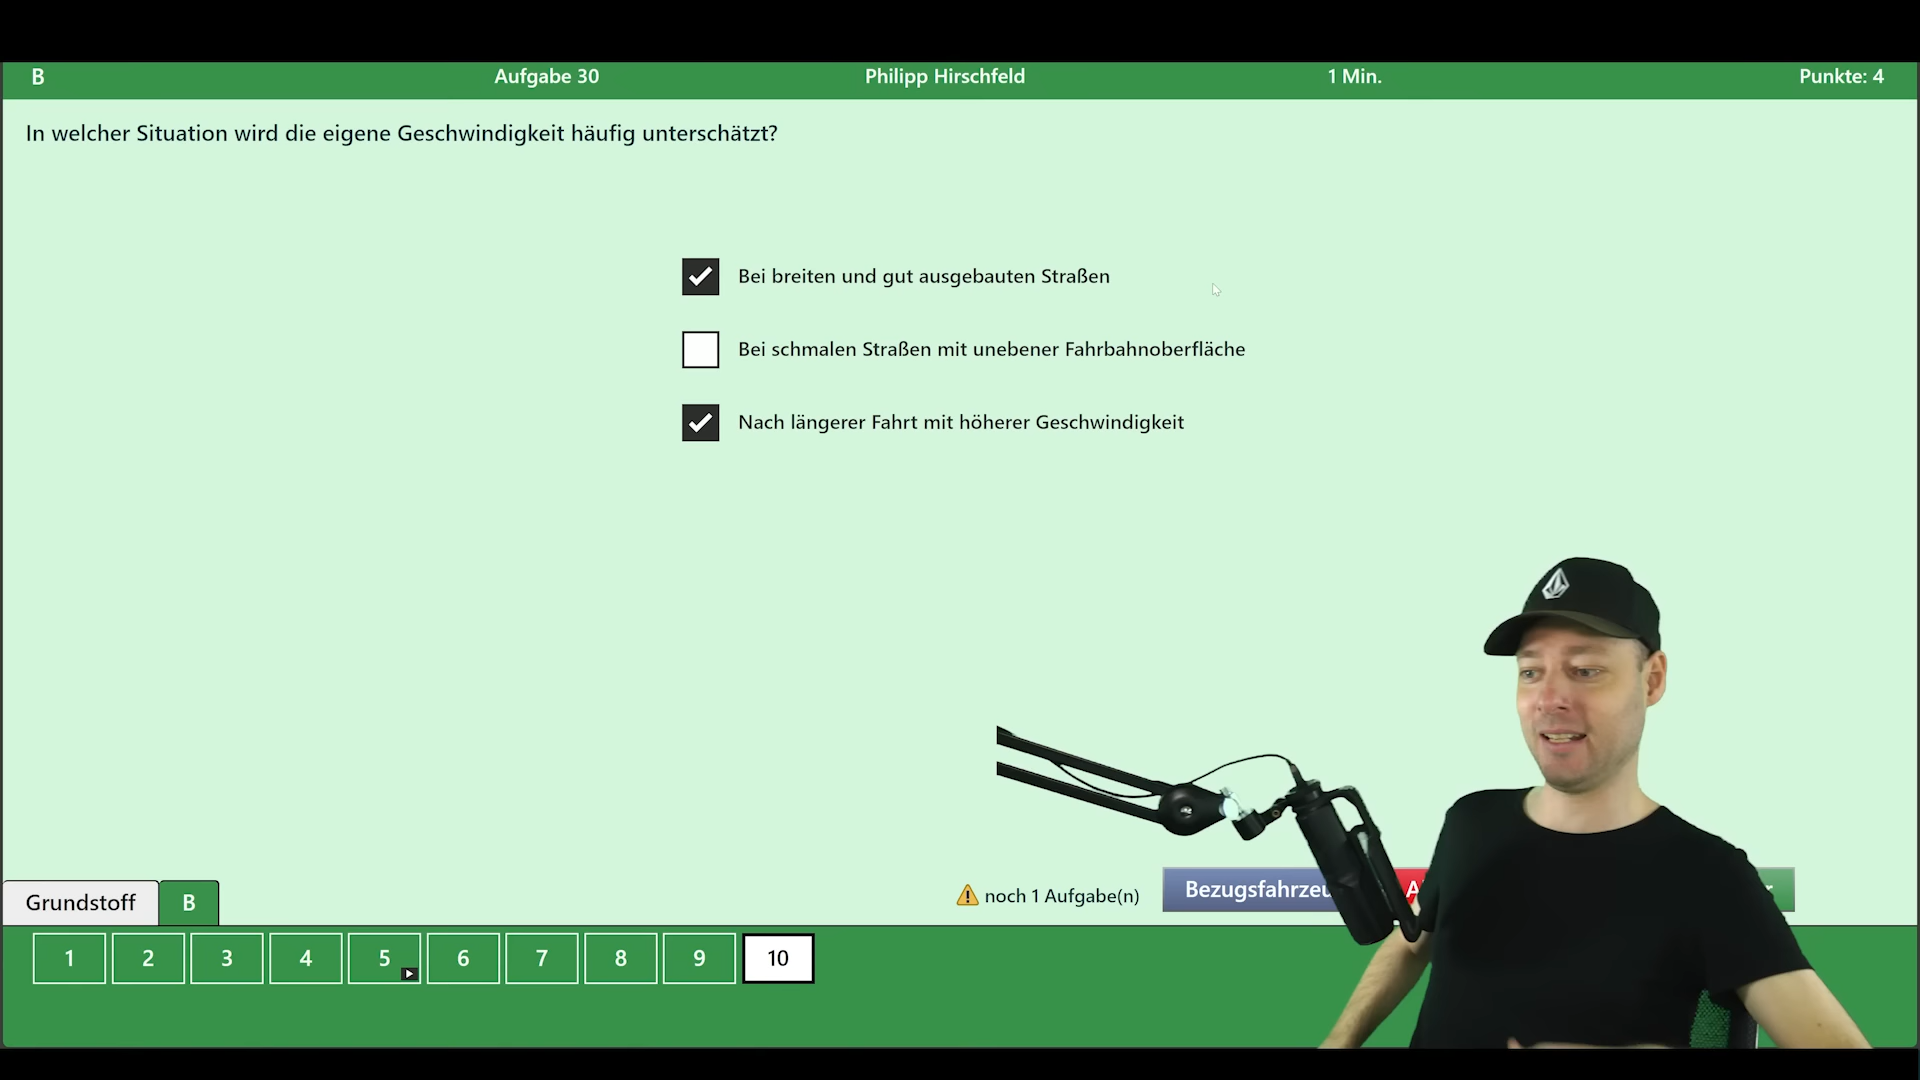 B Aufgabe 30 Philipp Hirschfeld 1 Min. Punkte: 4
In welcher Situation wird die eigene Geschwindigkeit häufig unterschätzt?
Bei breiten und gut ausgebauten Straßen
Bei schmalen Straßen mit unebener Fahrbahnoberfläche
Nach längerer Fahrt mit höherer Geschwindigkeit
Grundstoff B
noch 1 Aufgabe(n)
1 2 3 4 5 6 7 8 9 10